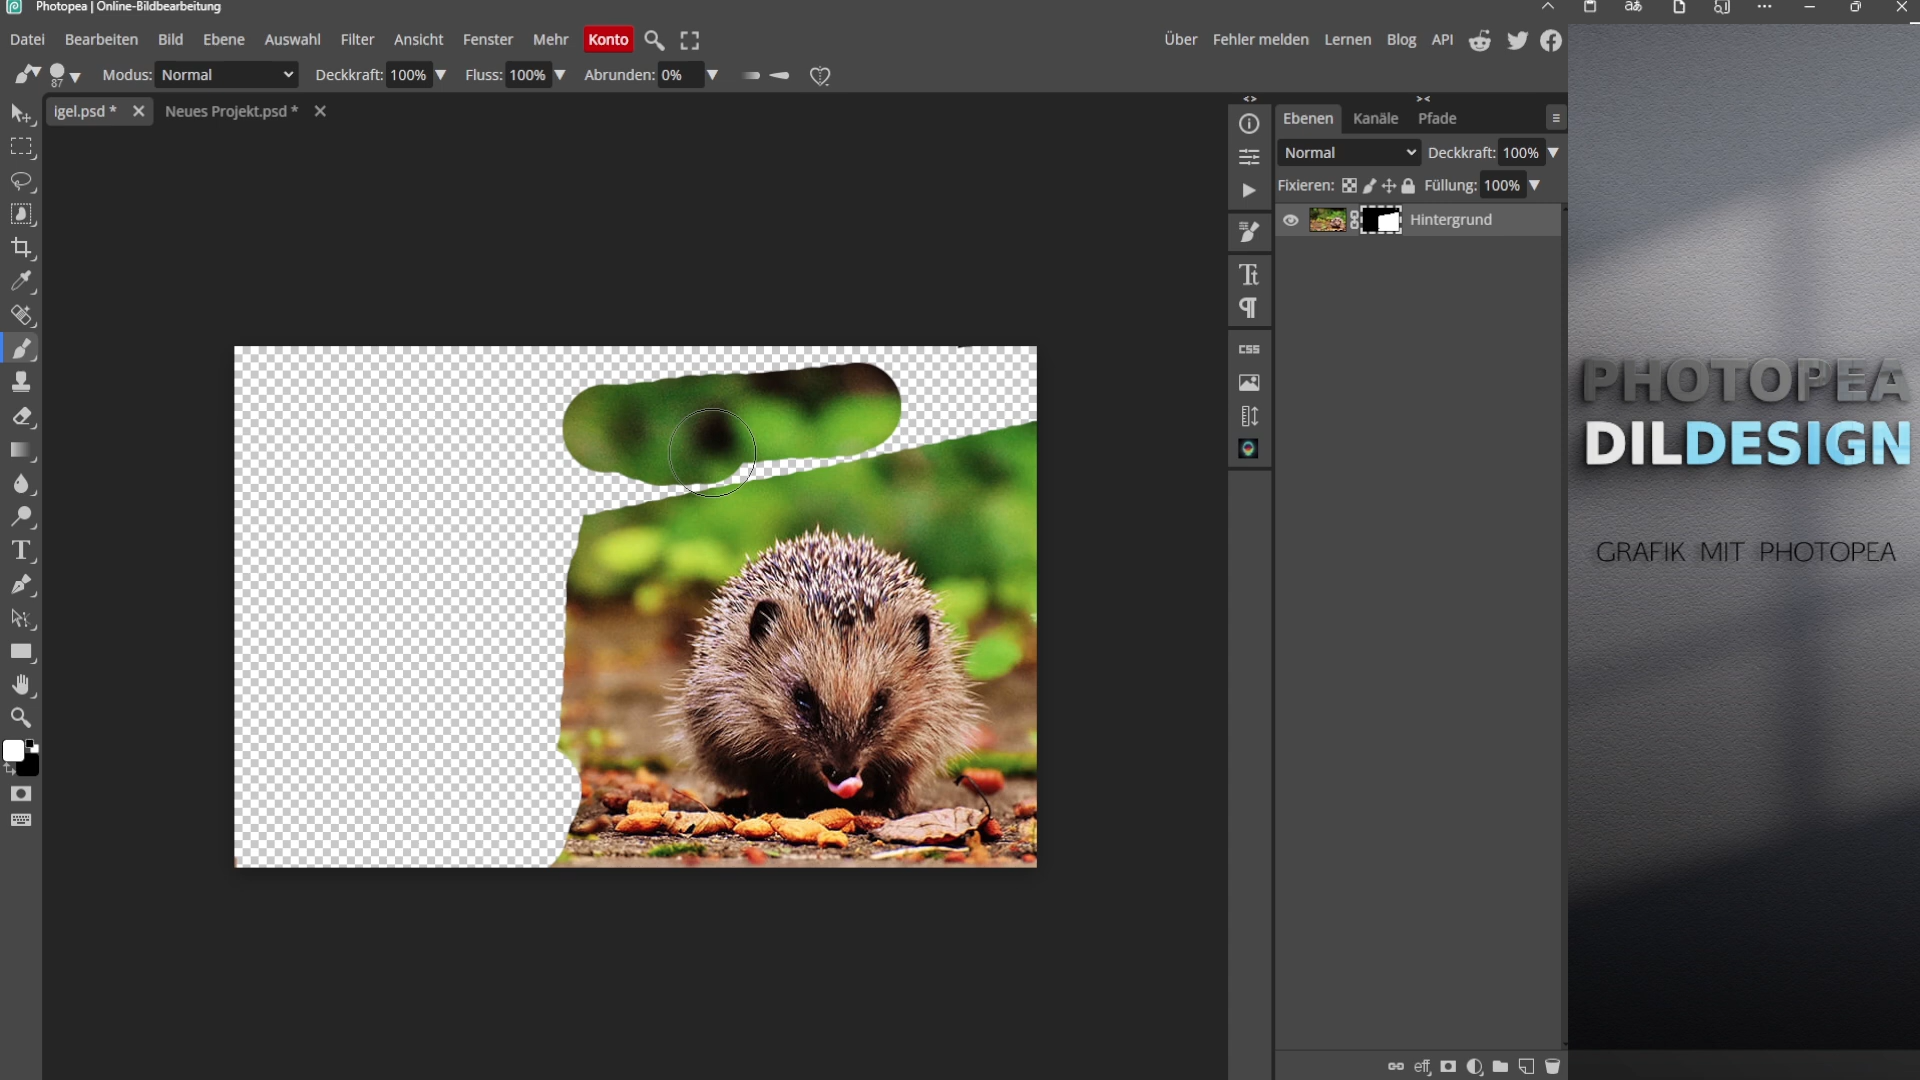 Photopea | Online-Bildbearbeitung
Datei Bearbeiten Bild Ebene Auswahl Filter Ansicht Fenster Mehr Konto
Über Fehler melden Lernen Blog API
87 Modus: Normal Deckkraft: 100% Fluss: 100% Abrunden: 0%
igel.psd * Neues Projekt.psd *
Ebenen Kanäle Pfade
Normal Deckkraft: 100%
Fixieren: Füllung: 100%
Hintergrund
CSS
eff
PHOTOPEA
DILDESIGN
GRAFIK MIT PHOTOPEA